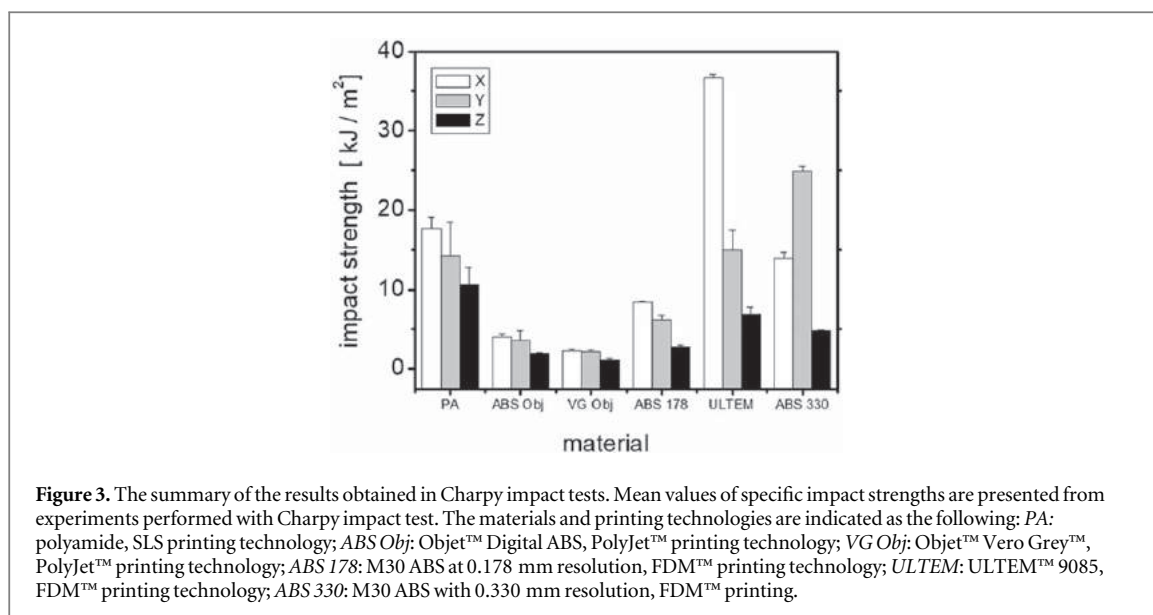 40
30
20
10
0
impact strength [ kJ / m²]
X
Y
Z
PA ABS Obj VG Obj ABS 178 ULTEM ABS 330
material
Figure 3. The summary of the results obtained in Charpy impact tests. Mean values of specific impact strengths are presented from
experiments performed with Charpy impact test. The materials and printing technologies are indicated as the following: PA:
polyamide, SLS printing technology; ABS Obj: Objet™ Digital ABS, PolyJet™ printing technology; VG Obj: Objet™ Vero Grey™,
PolyJet™ printing technology; ABS 178: M30 ABS at 0.178 mm resolution, FDM™ printing technology; ULTEM: ULTEM™ 9085,
FDM™ printing technology; ABS 330: M30 ABS with 0.330 mm resolution, FDM™ printing.